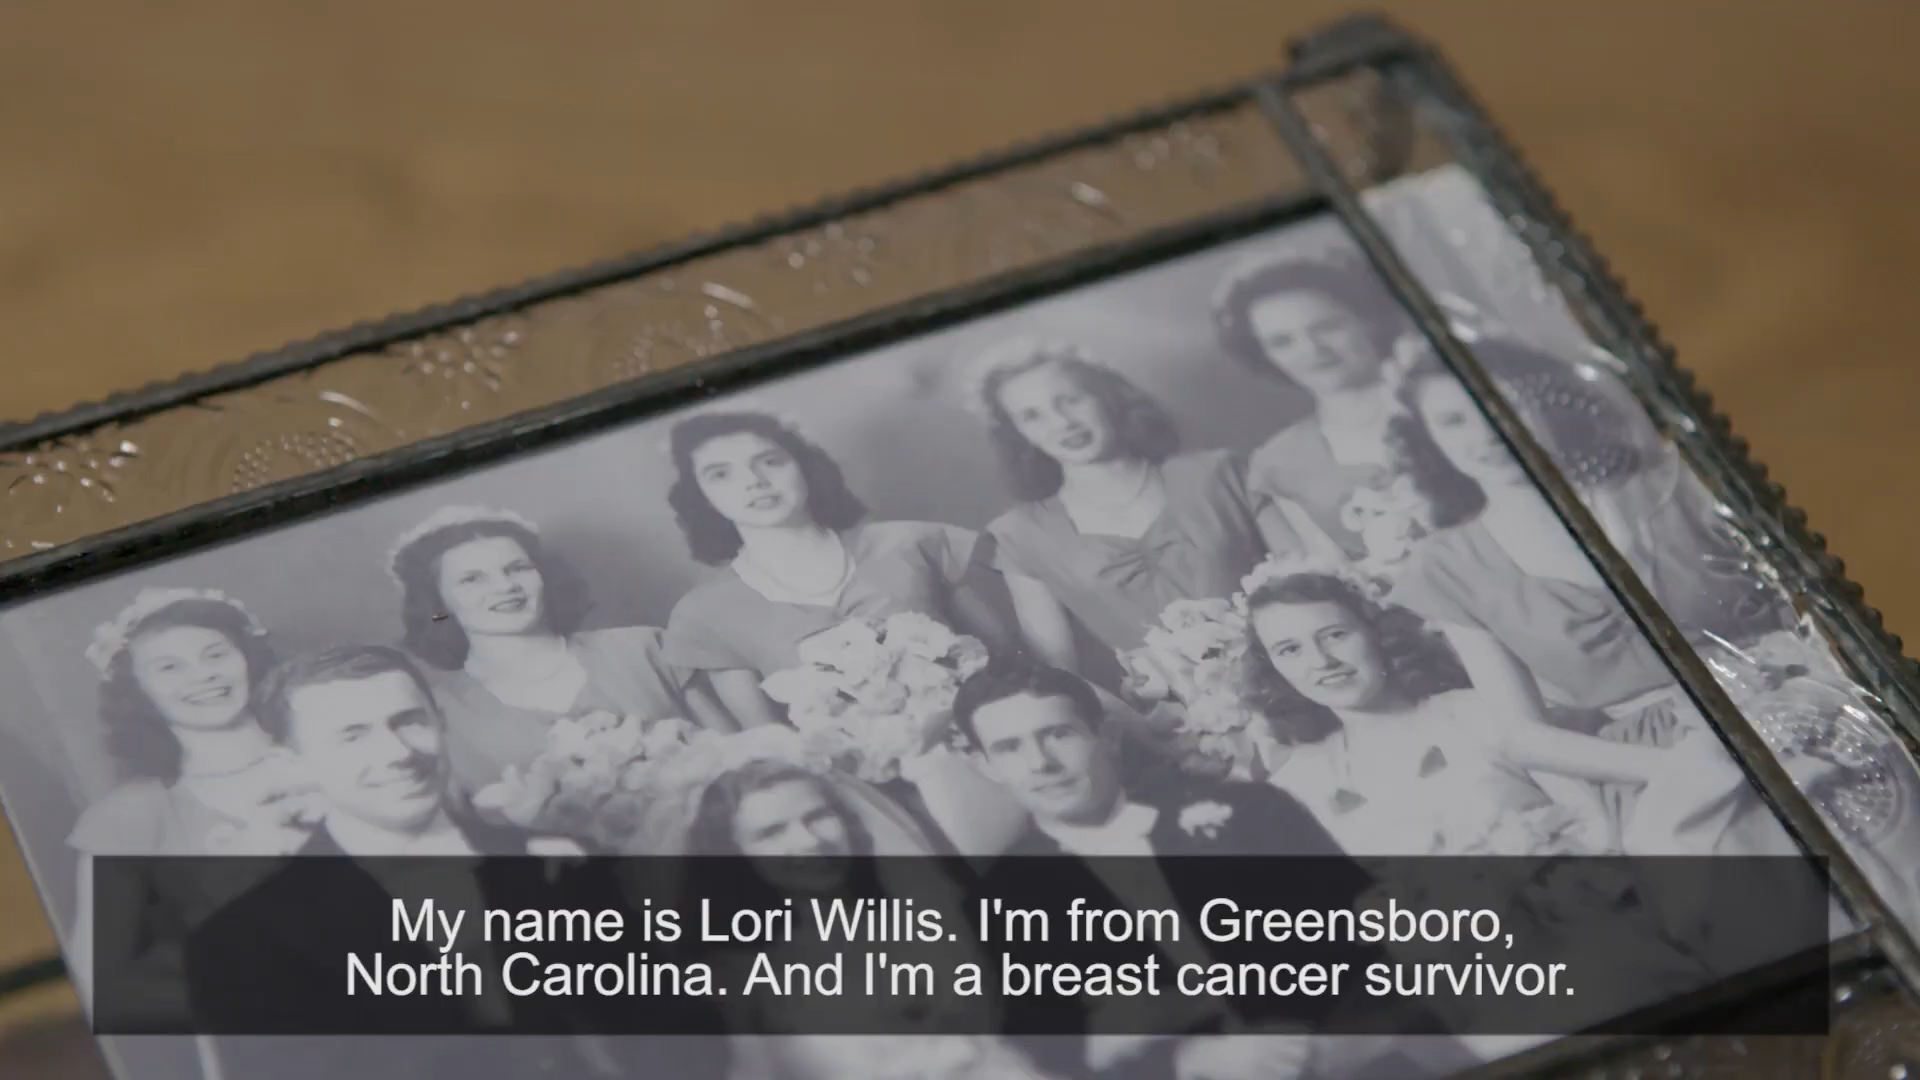 My name is Lori Willis. I'm from Greensboro,
North Carolina. And I'm a breast cancer survivor.